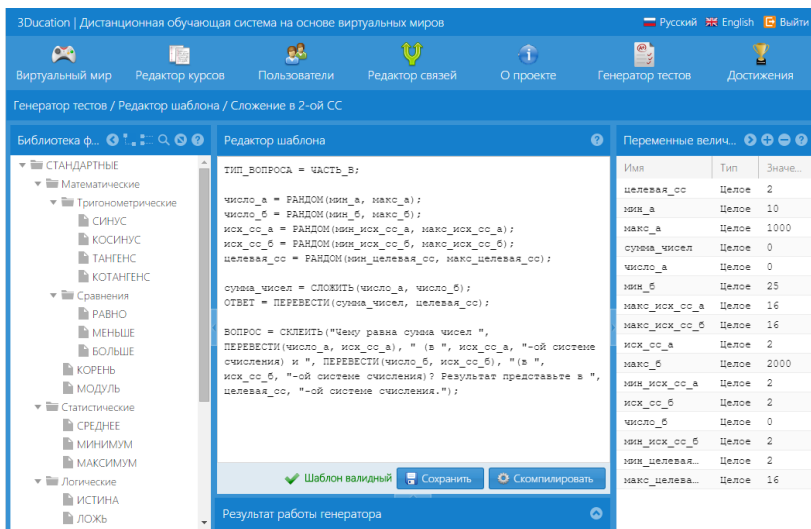 3Ducation | Дистанционная обучающая система на основе виртуальных миров
Русский English Выйти
Виртуальный мир Редактор курсов Пользователи Редактор связей О проекте Генератор тестов Достижения
Генератор тестов / Редактор шаблона / Сложение в 2-ой СС
Библиотека ф...
СТАНДАРТНЫЕ
Математические
Тригонометрические
СИНУС
КОСИНУС
ТАНГЕНС
КОТАНГЕНС
Сравнения
РАВНО
МЕНЬШЕ
БОЛЬШЕ
КОРЕНЬ
МОДУЛЬ
Статистические
СРЕДНЕЕ
МИНИМУМ
МАКСИМУМ
Логические
ИСТИНА
ЛОЖЬ
Редактор шаблона
ТИП_ВОПРОСА = ЧАСТЬ_В;
число_а = РАНДОМ(мин_а, макс_а);
число_б = РАНДОМ(мин_б, макс_б);
исх_сс_а = РАНДОМ(мин_исх_сс_а, макс_исх_сс_а);
исх_сс_б = РАНДОМ(мин_исх_сс_б, макс_исх_сс_б);
целевая_сс = РАНДОМ(мин_целевая_сс, макс_целевая_сс);
сумма_чисел = СЛОЖИТЬ(число_а, число_б);
ОТВЕТ = ПЕРЕВЕСТИ(сумма_чисел, целевая_сс);
ВОПРОС = СКЛЕИТЬ("Чему равна сумма чисел ",
ПЕРЕВЕСТИ(число_а, исх_сс_а), " (в ", исх_сс_а, "-ой системе
счисления) и ", ПЕРЕВЕСТИ(число_б, исх_сс_б), "(в ",
исх_сс_б, "-ой системе счисления)? Результат представьте в ",
целевая_сс, "-ой системе счисления.");
Шаблон валидный Сохранить Скомпилировать
Результат работы генератора
Переменные велич...
Имя Тип Значе...
целевая_сс Целое 2
мин_а Целое 10
макс_а Целое 1000
сумма_чисел Целое 0
число_а Целое 0
мин_б Целое 25
макс_исх_сс_а Целое 16
макс_исх_сс_б Целое 16
исх_сс_а Целое 2
макс_б Целое 2000
мин_исх_сс_а Целое 2
исх_сс_б Целое 2
число_б Целое 0
мин_исх_сс_б Целое 2
мин_целевая... Целое 2
макс_целева... Целое 16